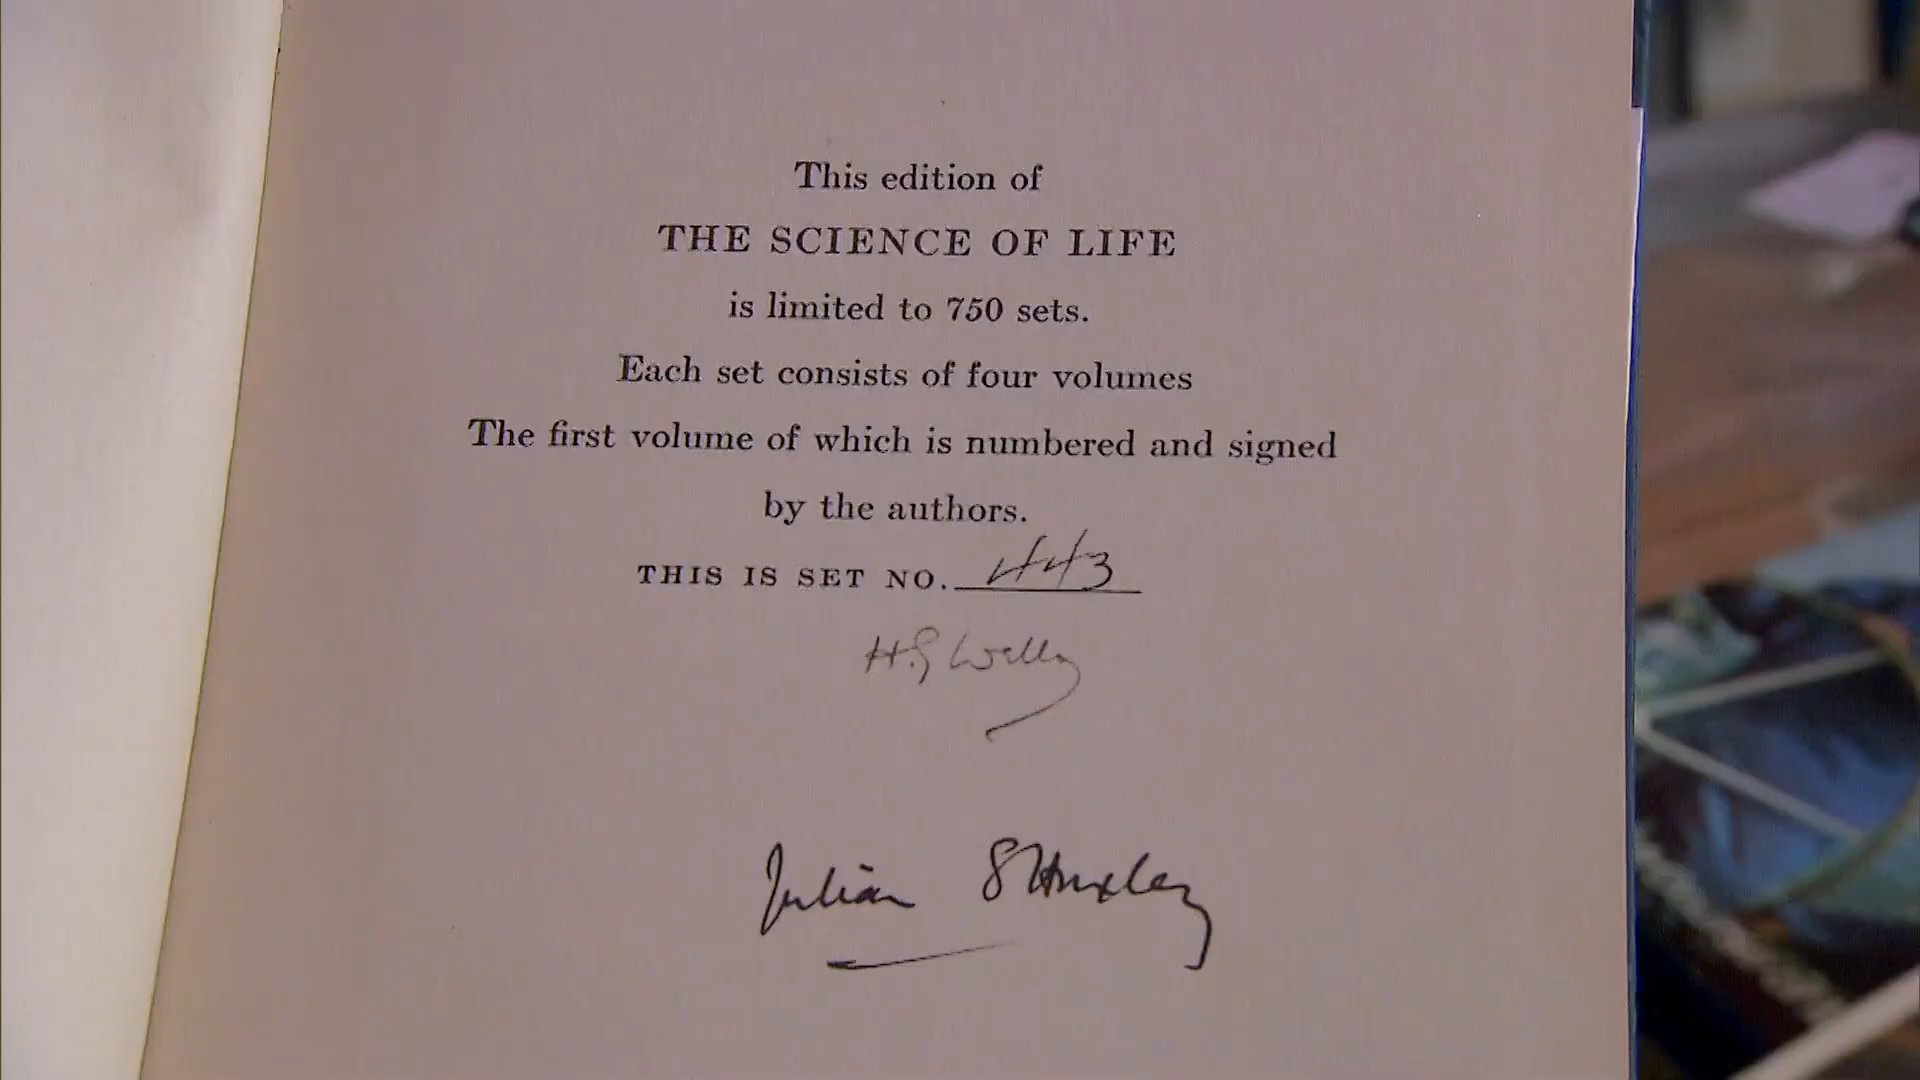 This edition of
THE SCIENCE OF LIFE
is limited to 750 sets.
Each set consists of four volumes
The first volume of which is numbered and signed
by the authors.
THIS IS SET NO. 443
H.G Wells
Julian S Huxley